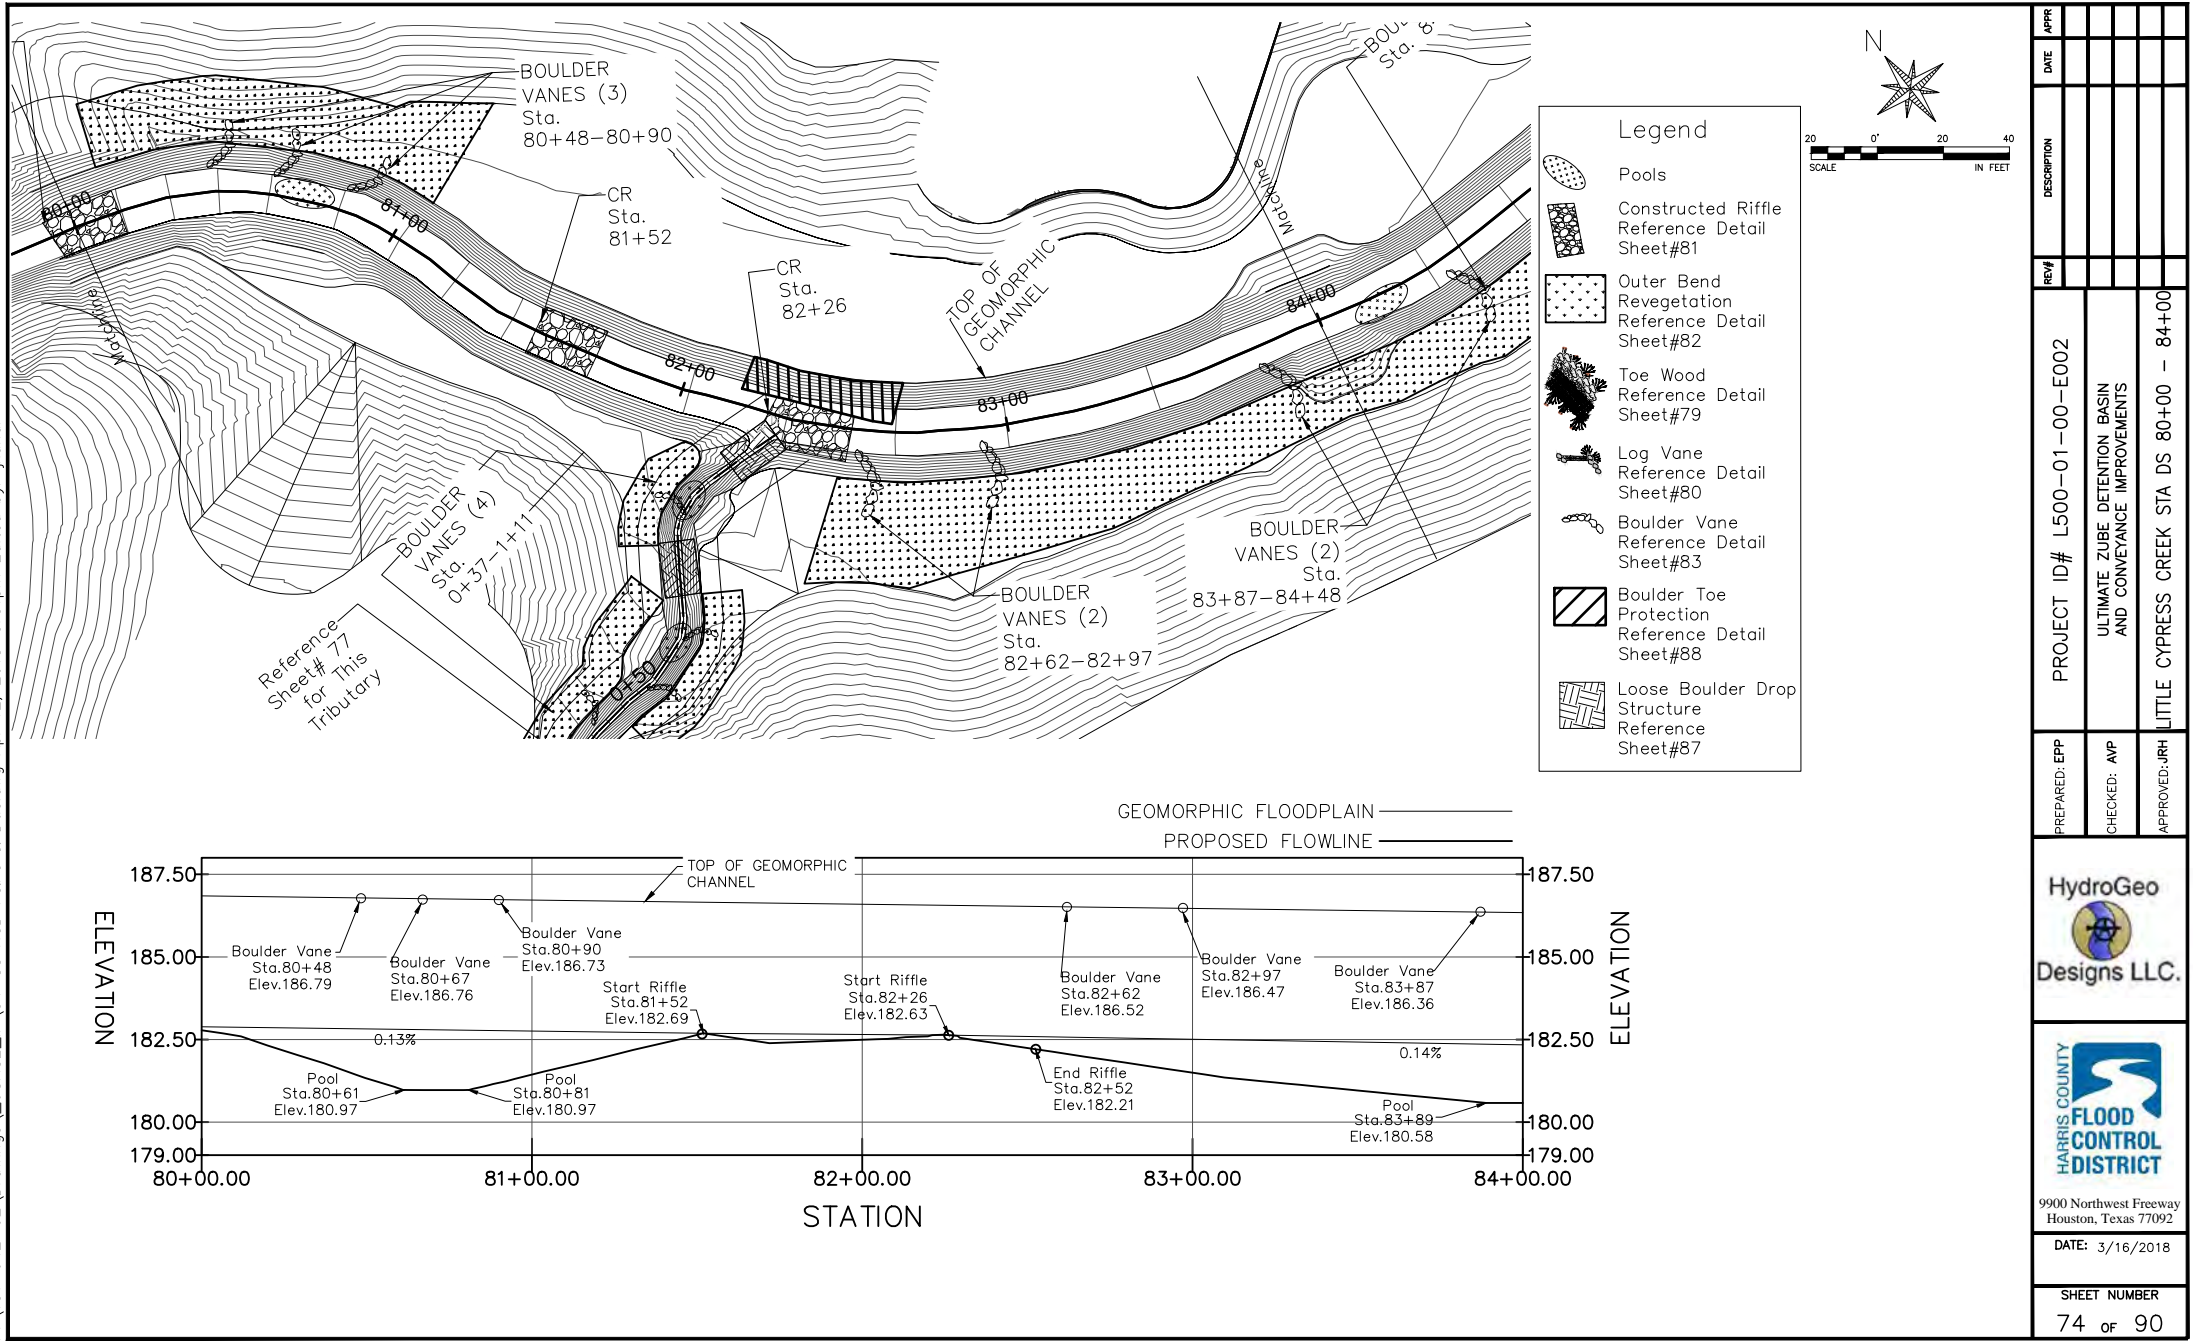 BOULDER
VANES (3)
Sta.
80+48-80+90
CR
Sta.
81+52
CR
Sta.
82+26
TOP OF
GEOMORPHIC
CHANNEL
Matchline
Matchline
80+00
81+00
82+00
83+00
84+00
0+50
BOULDER
VANES (4)
Sta.
0+37-1+11
Reference
Sheet# 77
for This
Tributary
BOULDER
VANES (2)
Sta.
82+62-82+97
BOULDER
VANES (2)
Sta.
83+87-84+48
Sta.
Legend
Pools
Constructed Riffle
Reference Detail
Sheet#81
Outer Bend
Revegetation
Reference Detail
Sheet#82
Toe Wood
Reference Detail
Sheet#79
Log Vane
Reference Detail
Sheet#80
Boulder Vane
Reference Detail
Sheet#83
Boulder Toe
Protection
Reference Detail
Sheet#88
Loose Boulder Drop
Structure
Reference
Sheet#87
N
20 0' 20 40
SCALE IN FEET
GEOMORPHIC FLOODPLAIN
PROPOSED FLOWLINE
TOP OF GEOMORPHIC
CHANNEL
187.50
185.00
182.50
180.00
179.00
ELEVATION
Boulder Vane
Sta.80+48
Elev.186.79
Boulder Vane
Sta.80+67
Elev.186.76
Boulder Vane
Sta.80+90
Elev.186.73
Start Riffle
Sta.81+52
Elev.182.69
Start Riffle
Sta.82+26
Elev.182.63
Boulder Vane
Sta.82+62
Elev.186.52
Boulder Vane
Sta.82+97
Elev.186.47
Boulder Vane
Sta.83+87
Elev.186.36
0.13%
0.14%
Pool
Sta.80+61
Elev.180.97
Pool
Sta.80+81
Elev.180.97
End Riffle
Sta.82+52
Elev.182.21
Pool
Sta.83+89
Elev.180.58
187.50
185.00
182.50
180.00
179.00
ELEVATION
80+00.00 81+00.00 82+00.00 83+00.00 84+00.00
STATION
APPR
DATE
DESCRIPTION
REV#
PROJECT ID# L500-01-00-E002
ULTIMATE ZUBE DETENTION BASIN
AND CONVEYANCE IMPROVEMENTS
LITTLE CYPRESS CREEK STA DS 80+00 - 84+00
PREPARED: EPP
CHECKED: AVP
APPROVED: JRH
HydroGeo
Designs LLC.
HARRIS COUNTY
FLOOD
CONTROL
DISTRICT
9900 Northwest Freeway
Houston, Texas 77092
DATE: 3/16/2018
SHEET NUMBER
74 OF 90